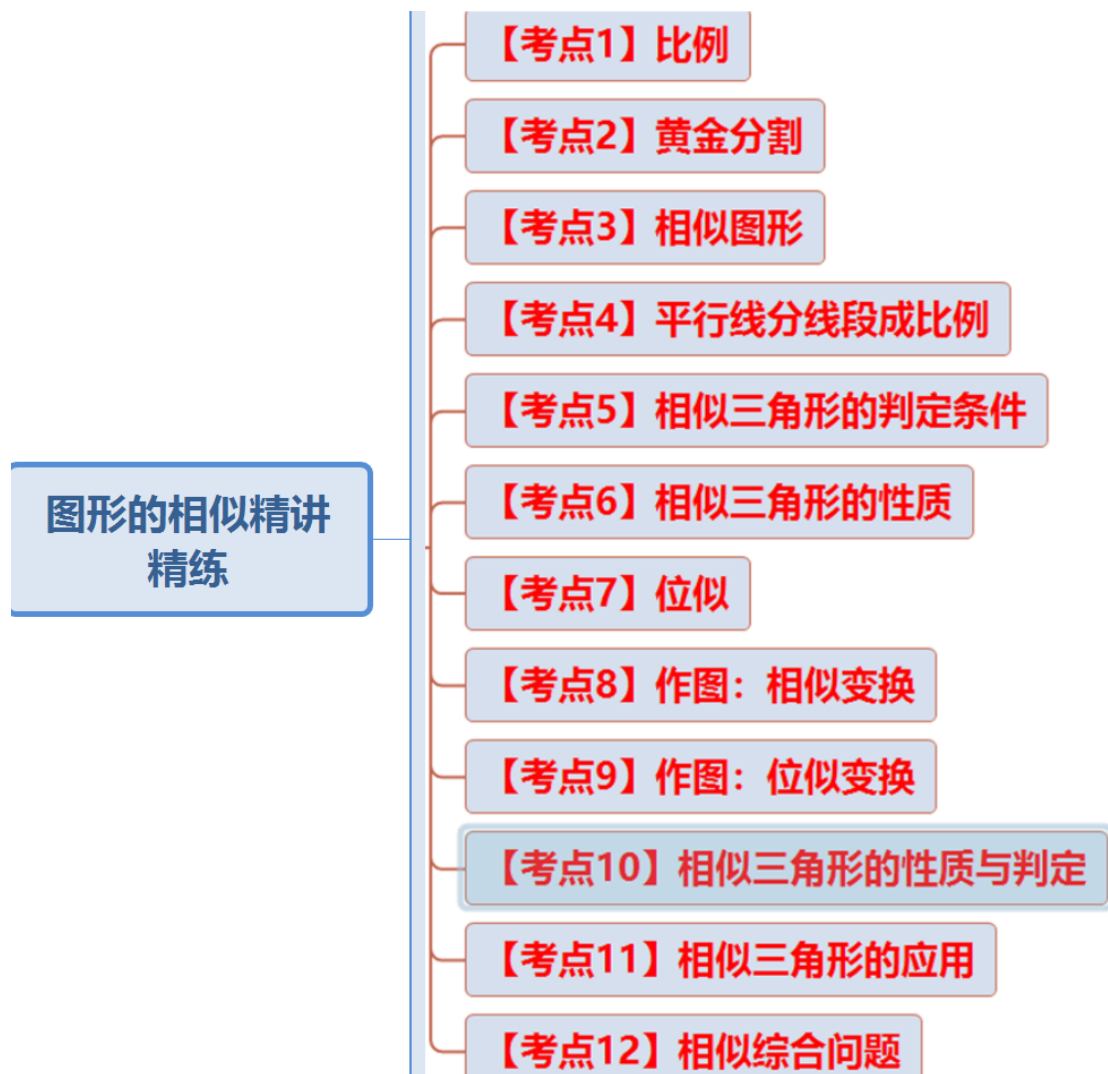 图形的相似精讲
精练
【考点1】比例
【考点2】黄金分割
【考点3】相似图形
【考点4】平行线分线段成比例
【考点5】相似三角形的判定条件
【考点6】相似三角形的性质
【考点7】位似
【考点8】作图：相似变换
【考点9】作图：位似变换
【考点10】相似三角形的性质与判定
【考点11】相似三角形的应用
【考点12】相似综合问题